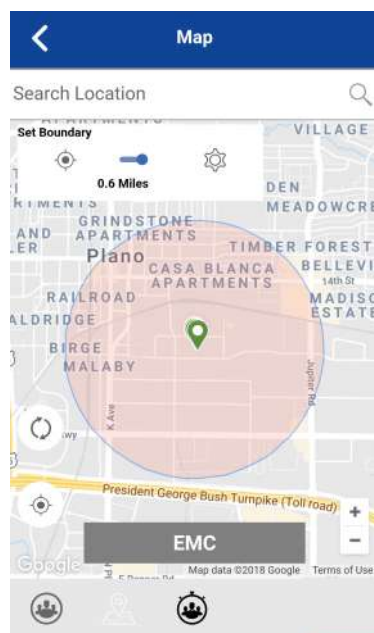 Map
Search Location
Set Boundary
0.6 Miles
VILLAGE
DEN
MEADOWCRE
GRINDSTONE
APARTMENTS
TIMBER FOREST
Plano
CASA BLANCA
APARTMENTS
BELLEVI
14th St
RAILROAD
MADISO
ESTATE
ALDRIDGE
BIRGE
MALABY
Jupiter Rd
K Ave
President George Bush Turnpike (Toll road)
+
EMC
−
Google
Map data ©2018 Google
Terms of Use